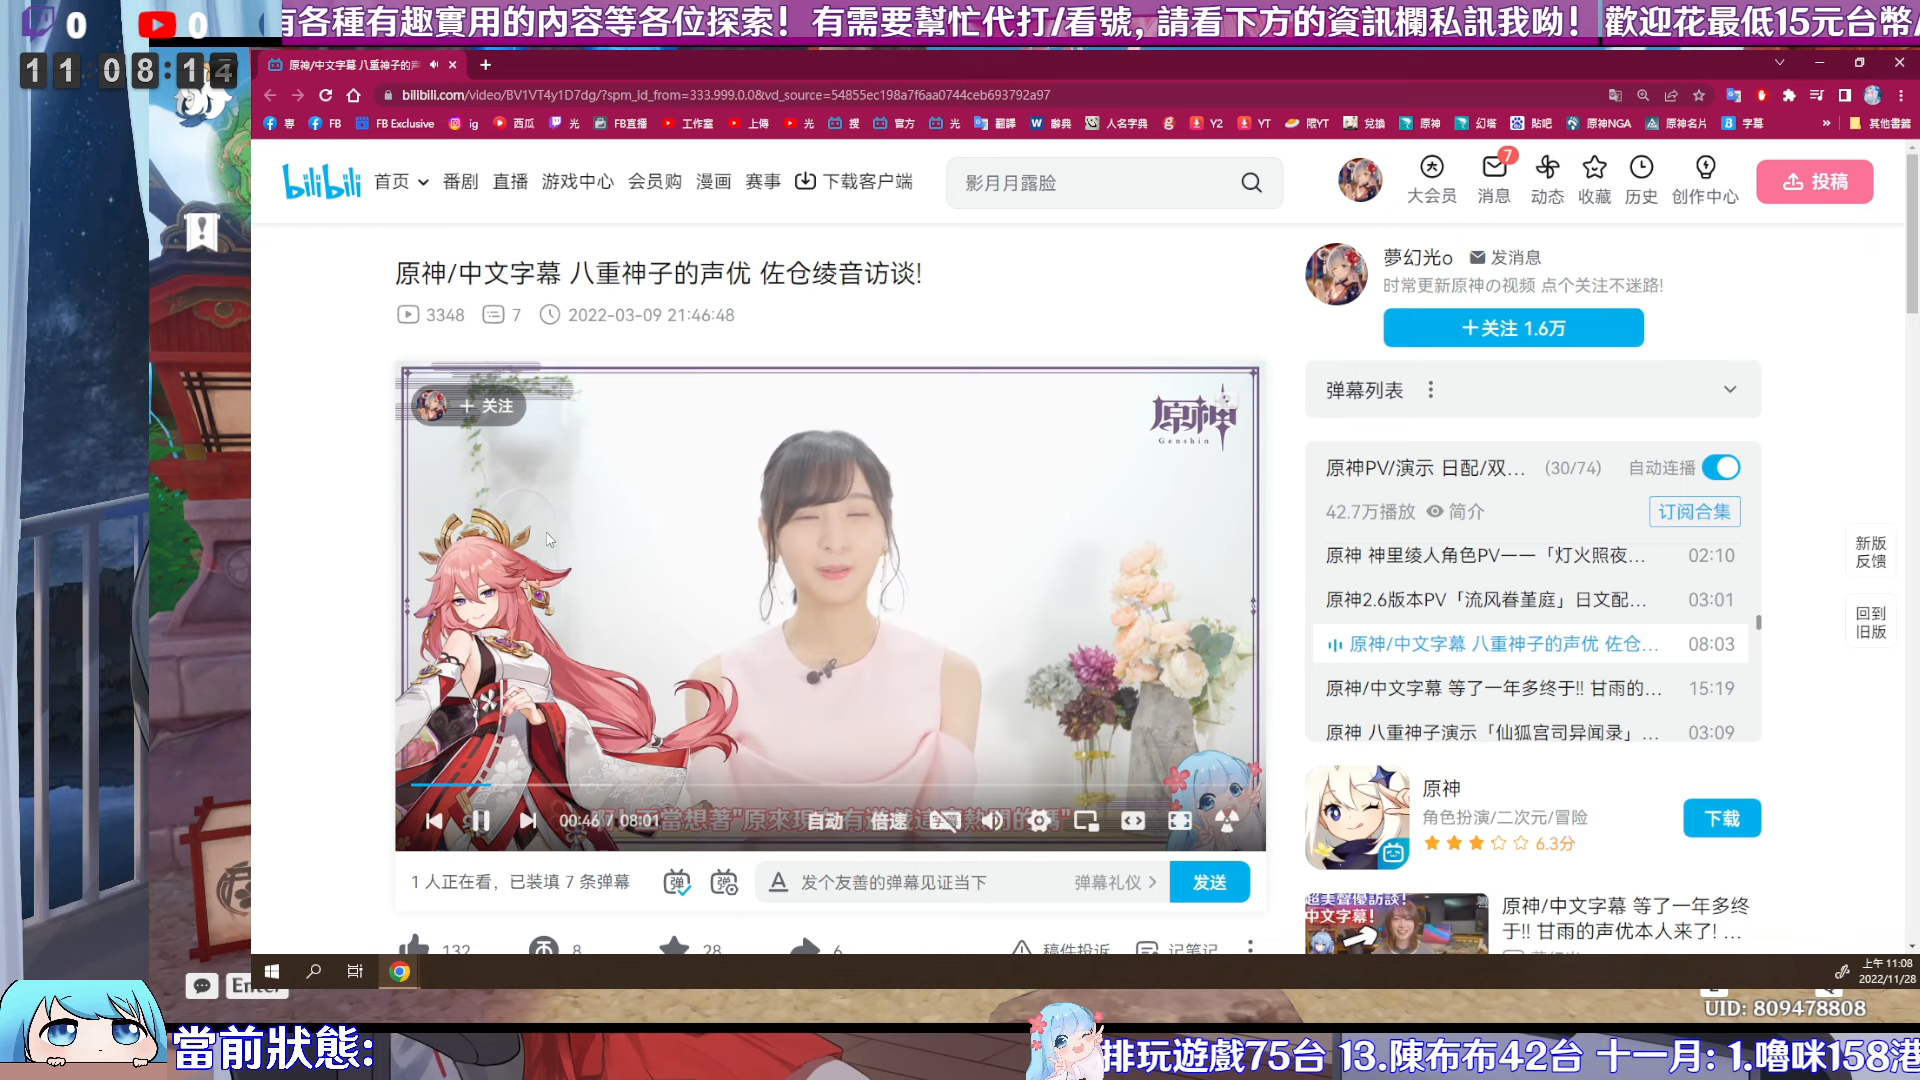 0 0 有各種有趣實用的內容等各位探索！有需要幫忙代打/看號, 請看下方的資訊欄私訊我呦！ 歡迎花最低15元台幣
11:08:14
原神/中文字幕 八重神子的声
bilibili.com/video/BV1VT4y1D7dg/?spm_id_from=333.999.0.0&vd_source=54855ec198a7f6aa0744ceb693792a97
專 FB FB Exclusive ig 西瓜 光 FB直播 工作室 上傳 光 搜 官方 光 翻譯 辭典 人名字典 Y2 YT 限YT 兌換 原神 幻塔 貼吧 原神NGA 原神名片 字幕 » 其他書籤
bilibili 首页 番剧 直播 游戏中心 会员购 漫画 赛事 下载客户端
影月月露脸
大会员 7 消息 动态 收藏 历史 创作中心 投稿
原神/中文字幕 八重神子的声优 佐仓绫音访谈!
3348 7 2022-03-09 21:46:48
夢幻光o 发消息
时常更新原神の视频 点个关注不迷路!
+关注 1.6万
+ 关注
原神
Genshin
00:46 / 08:01 自动 倍速
1 人正在看，已装填 7 条弹幕 弹 弹 发个友善的弹幕见证当下 弹幕礼仪 > 发送
132 8 28 6 稿件投诉 记笔记
弹幕列表
原神PV/演示 日配/双... (30/74) 自动连播
42.7万播放 简介 订阅合集
原神 神里绫人角色PV——「灯火照夜... 02:10
原神2.6版本PV「流风眷堇庭」日文配... 03:01
原神/中文字幕 八重神子的声优 佐仓... 08:03
原神/中文字幕 等了一年多终于!! 甘雨的... 15:19
原神 八重神子演示「仙狐宫司异闻录」... 03:09
原神
角色扮演/二次元/冒险
6.3分
下载
超美聲優訪談!
中文字幕!
原神/中文字幕 等了一年多终于!! 甘雨的声优本人来了! ...
新版
反馈
回到
旧版
上午 11:08
2022/11/28
Enter
UID: 809478808
當前狀態:
排玩遊戲75台 13.陳布布42台 十一月: 1.嚕咪158港